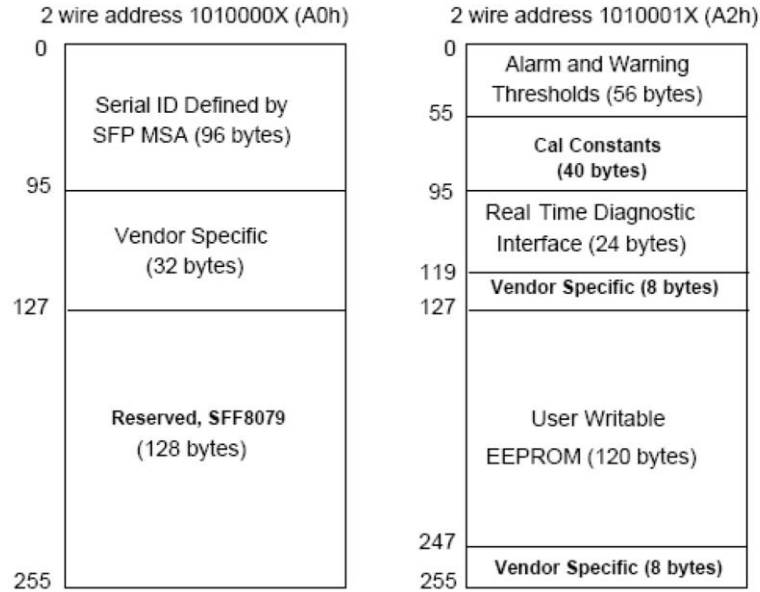 2 wire address 1010000X (A0h)
0
Serial ID Defined by
SFP MSA (96 bytes)
95
Vendor Specific
(32 bytes)
127
Reserved, SFF8079
(128 bytes)
255
2 wire address 1010001X (A2h)
0
Alarm and Warning
Thresholds (56 bytes)
55
Cal Constants
(40 bytes)
95
Real Time Diagnostic
Interface (24 bytes)
119
Vendor Specific (8 bytes)
127
User Writable
EEPROM (120 bytes)
247
Vendor Specific (8 bytes)
255